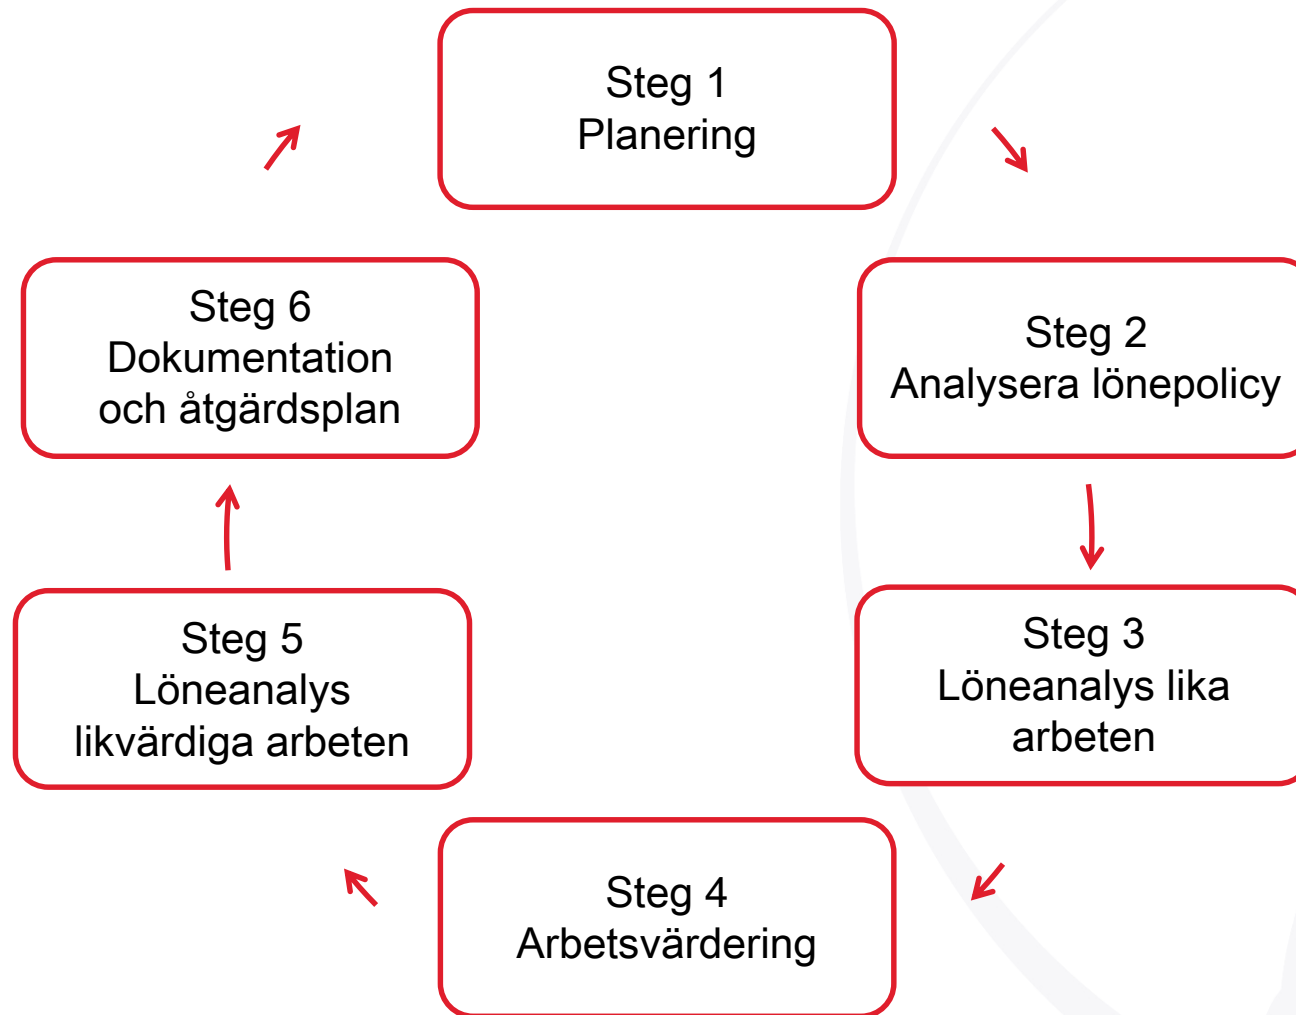 Steg 1
Planering
Steg 2
Analysera lönepolicy
Steg 3
Löneanalys lika
arbeten
Steg 4
Arbetsvärdering
Steg 5
Löneanalys
likvärdiga arbeten
Steg 6
Dokumentation
och åtgärdsplan